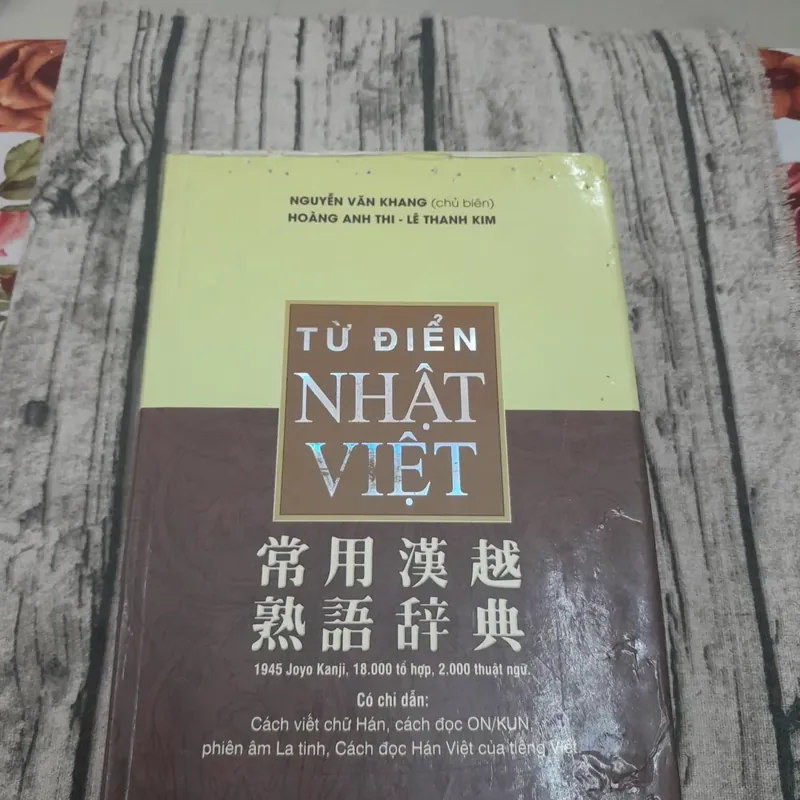 NGUYỄN VĂN KHANG (chủ biên)
HOÀNG ANH THI - LÊ THANH KIM
TỪ ĐIỂN
NHẬT
VIỆT
常用漢越
熟語辞典
1945 Joyo Kanji, 18.000 tổ hợp, 2.000 thuật ngữ.
Có chỉ dẫn:
Cách viết chữ Hán, cách đọc ON/KUN
phiên âm La tinh, Cách đọc Hán Việt của tiếng Việt